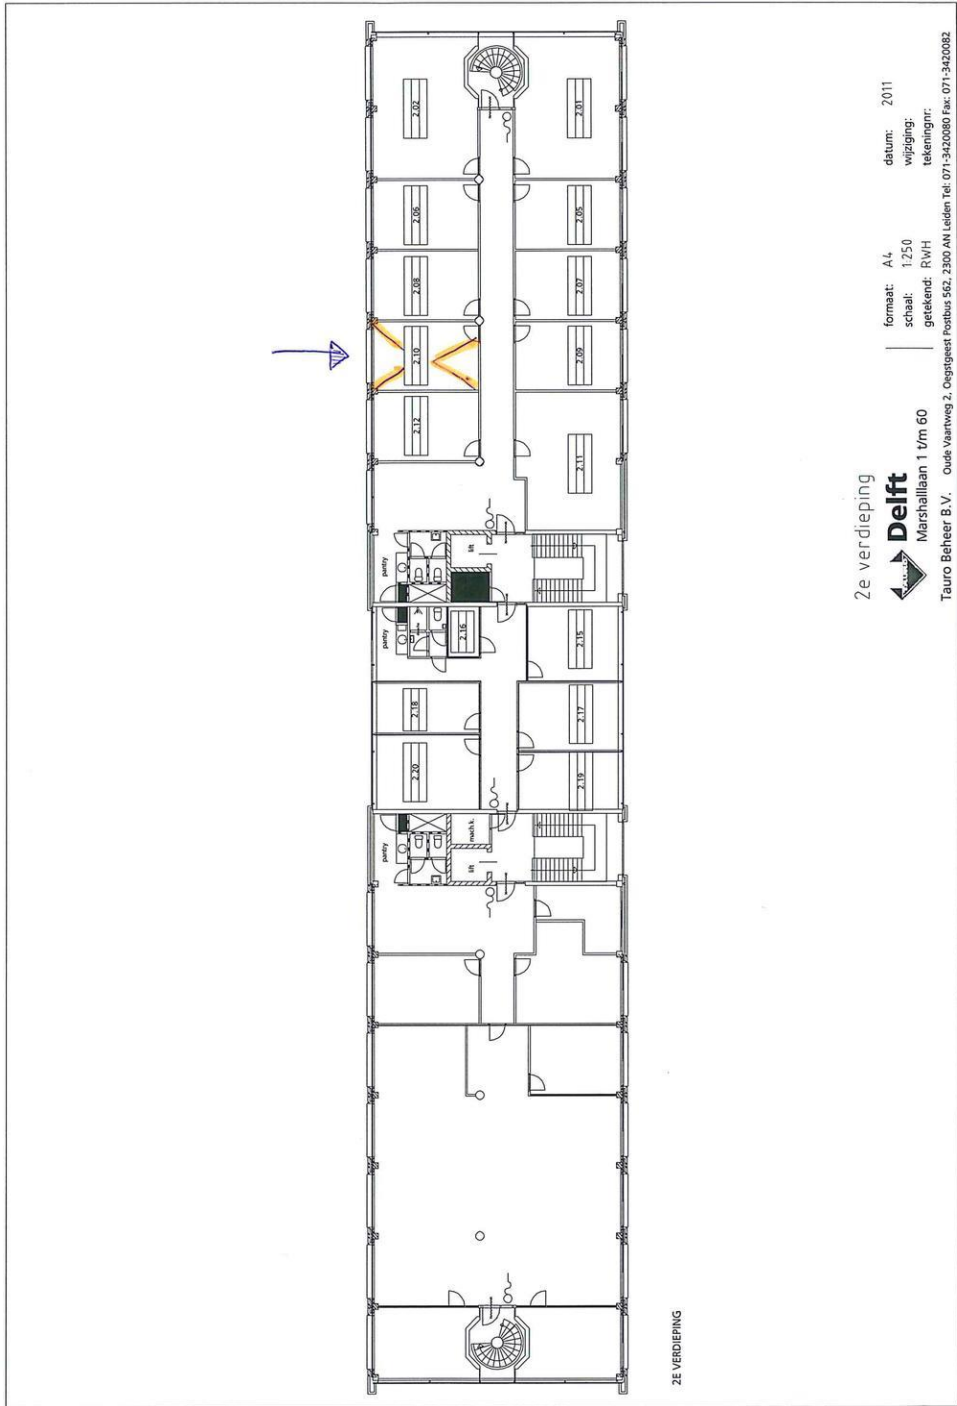 2.02
2.01
2.06
2.05
2.08
2.07
2.10
2.09
2.12
2.11
pantry
lift
pantry
2.16
2.15
2.18
2.17
2.20
2.19
pantry
mach.k.
lift
2E VERDIEPING
2e verdieping
Delft
Marshalllaan 1 t/m 60
formaat: A4
schaal: 1:250
getekend: RWH
datum: 2011
wijziging:
tekeningnr:
Tauro Beheer B.V. Oude Vaartweg 2, Oegstgeest Postbus 562, 2300 AN Leiden Tel: 071-3420080 Fax: 071-3420082